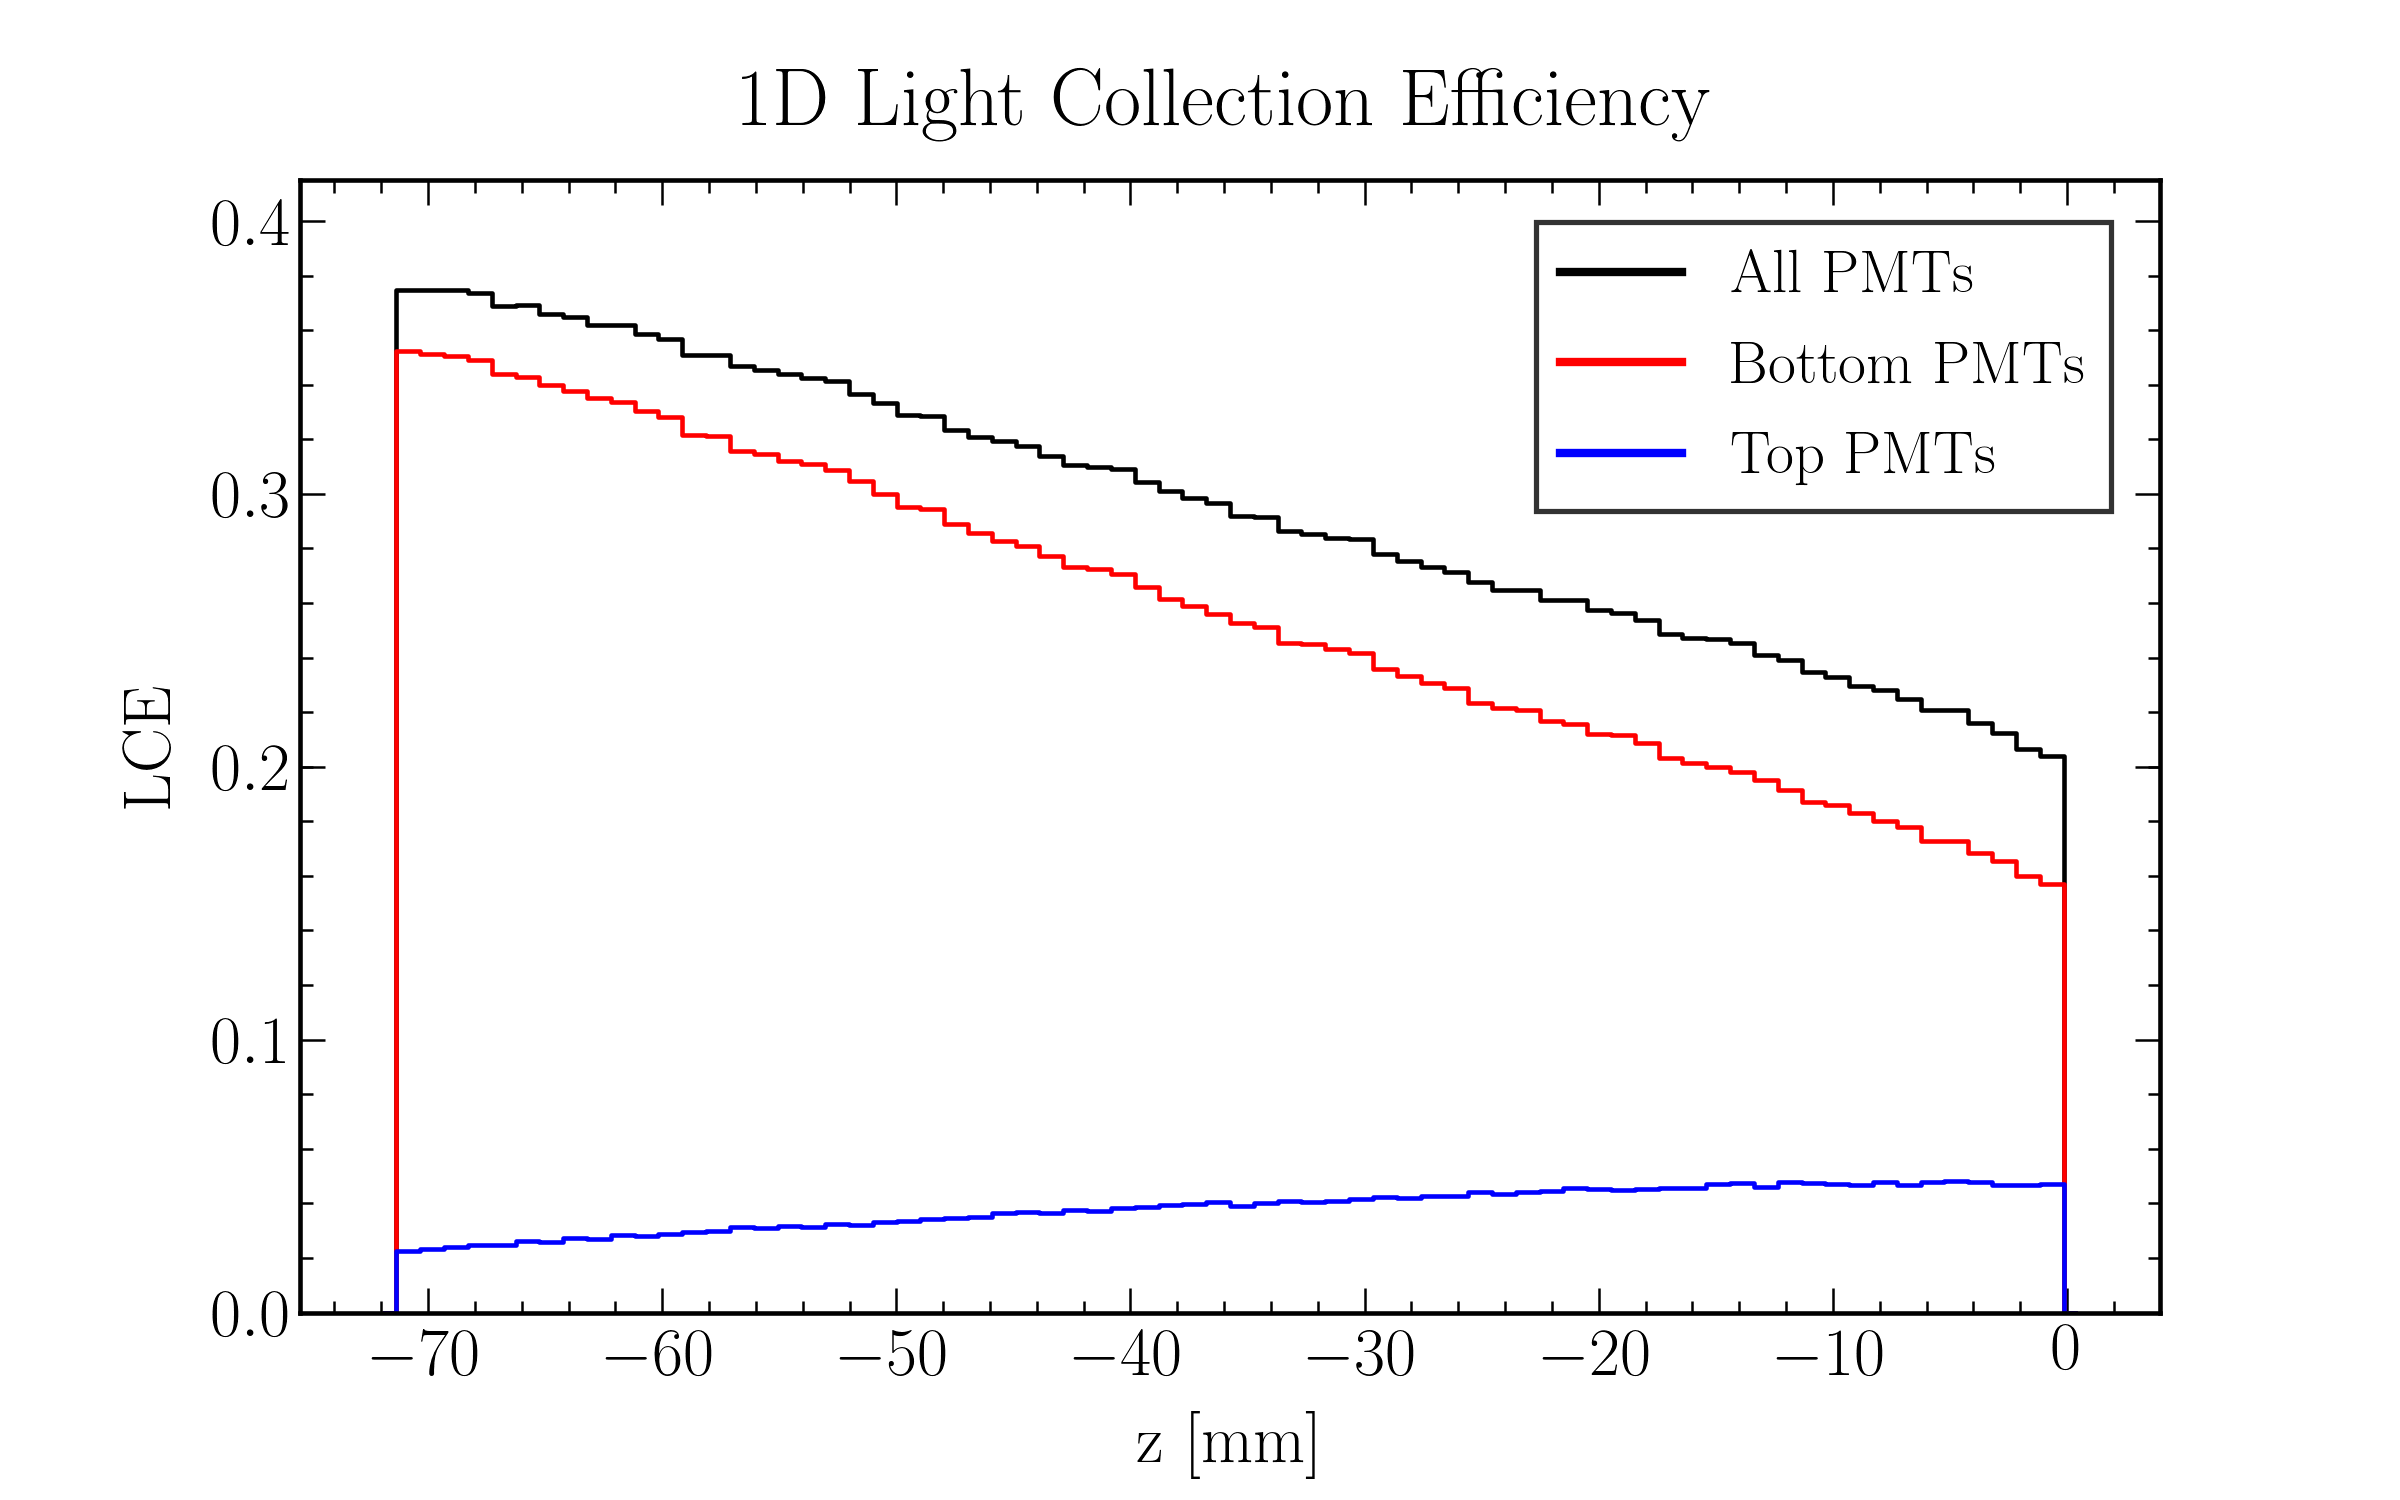 1D Light Collection Efficiency
0.4
0.3
0.2
0.1
0.0
LCE
All PMTs
Bottom PMTs
Top PMTs
−70 −60 −50 −40 −30 −20 −10 0
z [mm]